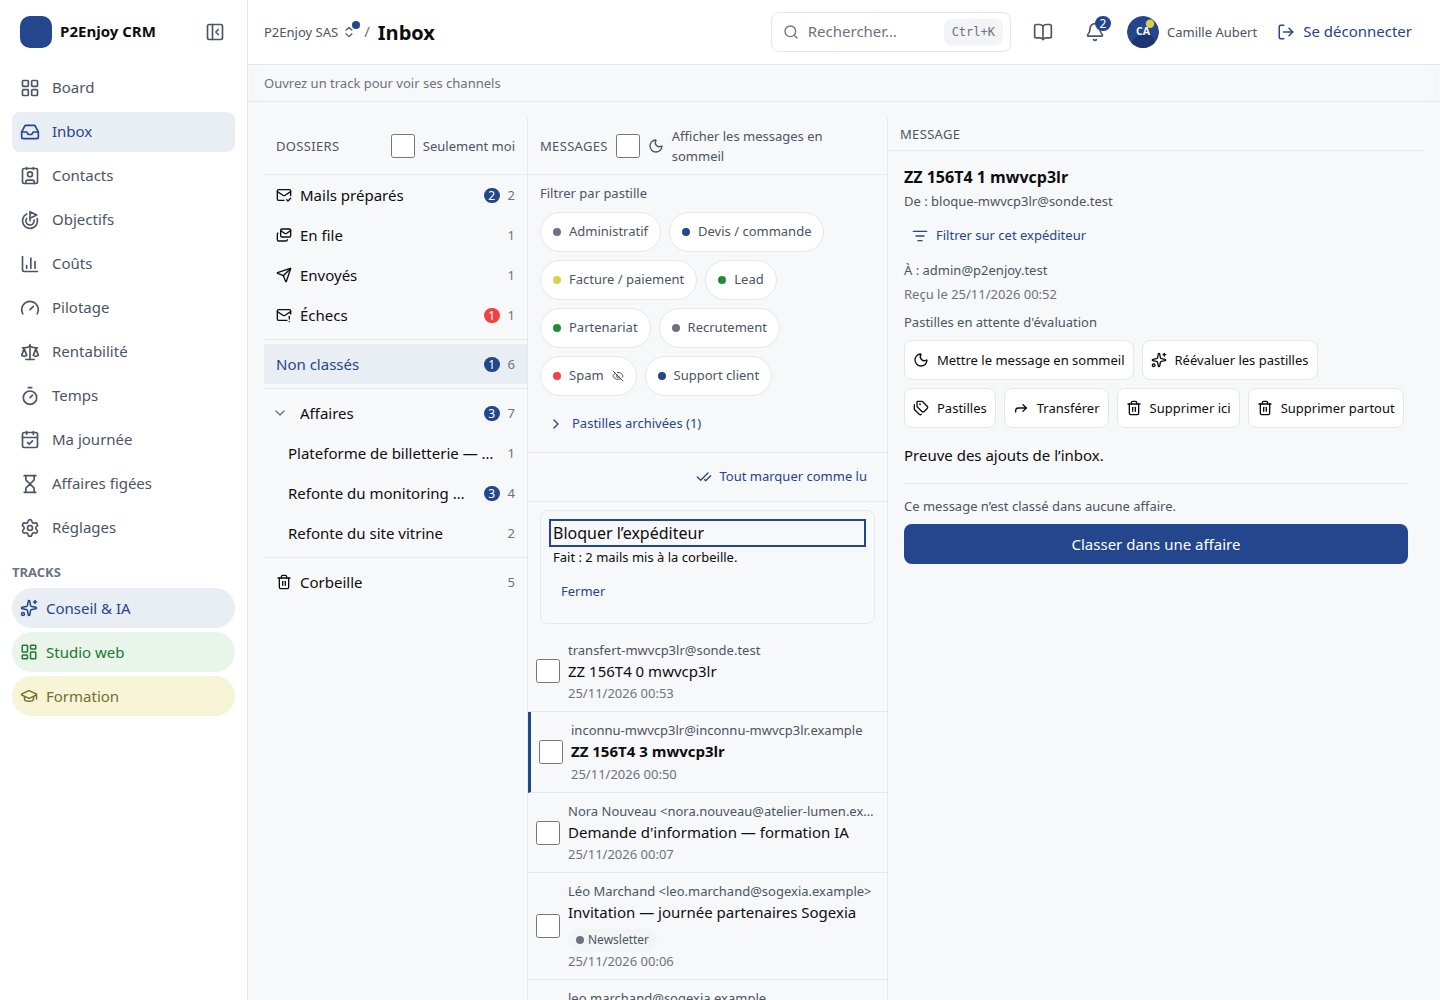 P2Enjoy CRM
Board
Inbox
Contacts
Objectifs
Coûts
Pilotage
Rentabilité
Temps
Ma journée
Affaires figées
Réglages
TRACKS
Conseil & IA
Studio web
Formation
P2Enjoy SAS / Inbox
Rechercher... Ctrl+K
2
CA Camille Aubert
Se déconnecter
Ouvrez un track pour voir ses channels
DOSSIERS Seulement moi
Mails préparés 2 2
En file 1
Envoyés 1
Échecs 1 1
Non classés 1 6
Affaires 3 7
Plateforme de billetterie — ... 1
Refonte du monitoring ... 3 4
Refonte du site vitrine 2
Corbeille 5
MESSAGES Afficher les messages en
sommeil
Filtrer par pastille
Administratif Devis / commande
Facture / paiement Lead
Partenariat Recrutement
Spam Support client
Pastilles archivées (1)
Tout marquer comme lu
Bloquer l’expéditeur
Fait : 2 mails mis à la corbeille.
Fermer
transfert-mwvcp3lr@sonde.test
ZZ 156T4 0 mwvcp3lr
25/11/2026 00:53
inconnu-mwvcp3lr@inconnu-mwvcp3lr.example
ZZ 156T4 3 mwvcp3lr
25/11/2026 00:50
Nora Nouveau <nora.nouveau@atelier-lumen.ex...
Demande d'information — formation IA
25/11/2026 00:07
Léo Marchand <leo.marchand@sogexia.example>
Invitation — journée partenaires Sogexia
Newsletter
25/11/2026 00:06
leo.marchand@sogexia.example
MESSAGE
ZZ 156T4 1 mwvcp3lr
De : bloque-mwvcp3lr@sonde.test
Filtrer sur cet expéditeur
À : admin@p2enjoy.test
Reçu le 25/11/2026 00:52
Pastilles en attente d'évaluation
Mettre le message en sommeil Réévaluer les pastilles
Pastilles Transférer Supprimer ici Supprimer partout
Preuve des ajouts de l’inbox.
Ce message n’est classé dans aucune affaire.
Classer dans une affaire